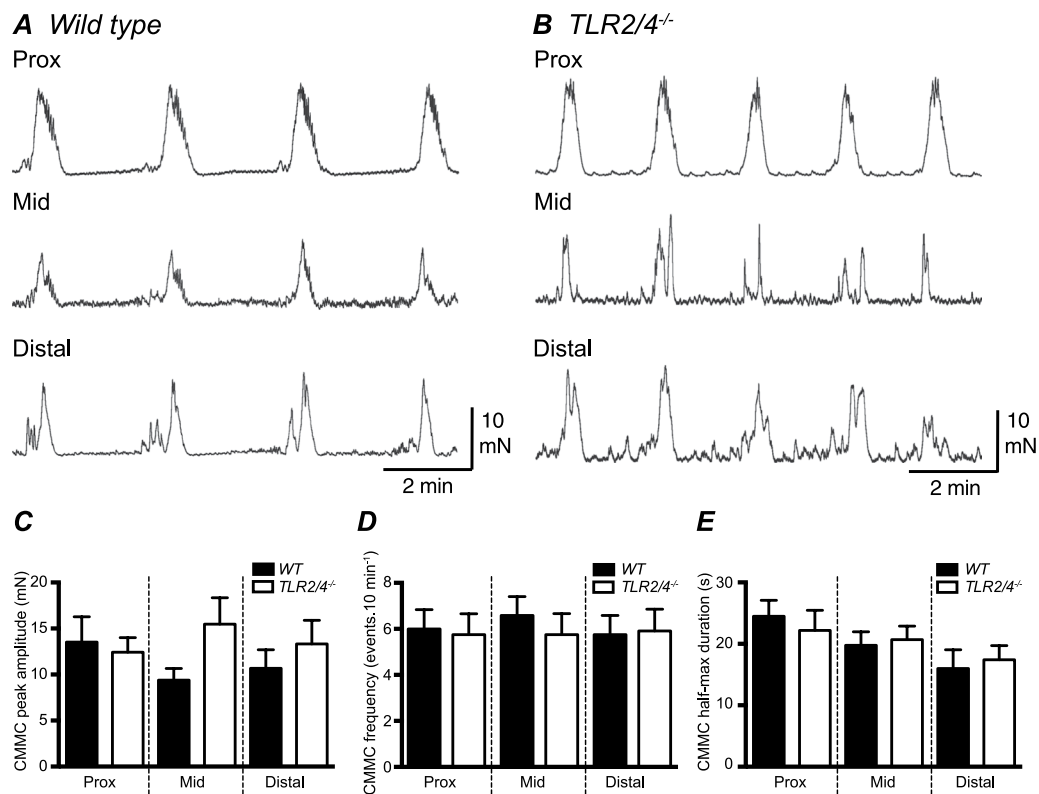 A Wild type
Prox
Mid
Distal
10
mN
2 min
B TLR2/4-/-
Prox
Mid
Distal
10
mN
2 min
C
WT
TLR2/4-/-
CMMC peak amplitude (mN)
20
15
10
5
0
Prox
Mid
Distal
D
WT
TLR2/4-/-
CMMC frequency (events.10 min-1)
8
6
4
2
0
Prox
Mid
Distal
E
WT
TLR2/4-/-
CMMC half-max duration (s)
30
20
10
0
Prox
Mid
Distal